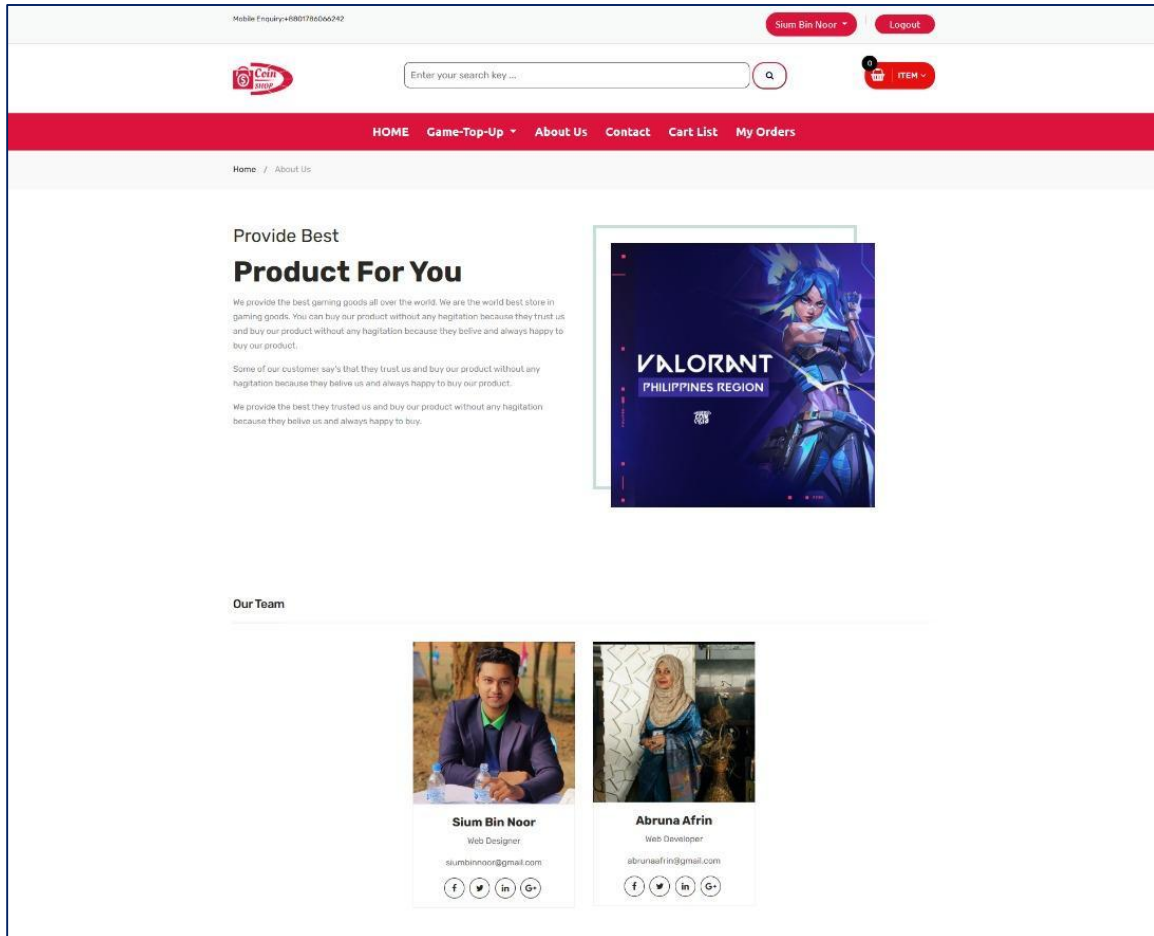 Mobile Enquiry:+8801786066242
Sium Bin Noor
Logout
Coin
SHOP
Enter your search key ...
0
ITEM
HOME Game-Top-Up About Us Contact Cart List My Orders
Home / About Us
Provide Best
Product For You
We provide the best gaming goods all over the world. We are the world best store in
gaming goods. You can buy our product without any hegitation because they trust us
and buy our product without any hagitation because they belive and always happy to
buy our product.
Some of our customer say's that they trust us and buy our product without any
hagitation because they belive us and always happy to buy our product.
We provide the best they trusted us and buy our product without any hagitation
because they belive us and always happy to buy.
VALORANT
PHILIPPINES REGION
Our Team
Sium Bin Noor
Web Designer
siumbinnoor@gmail.com
Abruna Afrin
Web Developer
abrunaafrin@gmail.com